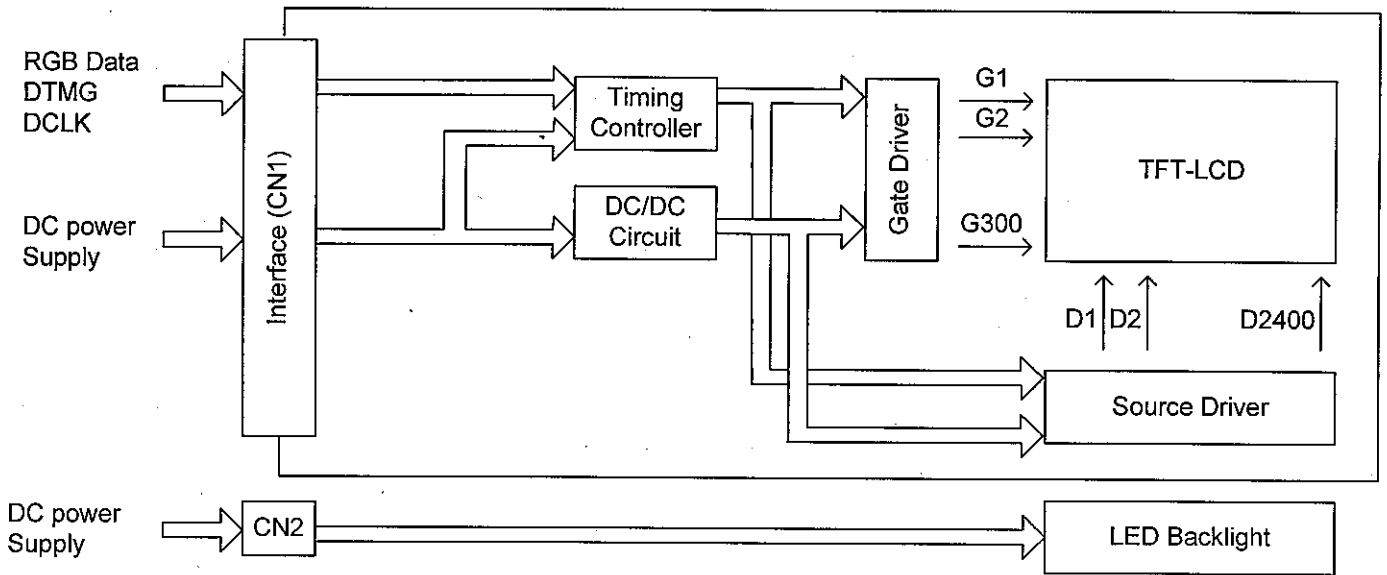 RGB Data
DTMG
DCLK
DC power
Supply
Interface (CN1)
Timing
Controller
DC/DC
Circuit
Gate Driver
G1
G2
G300
TFT-LCD
D1
D2
D2400
Source Driver
DC power
Supply
CN2
LED Backlight